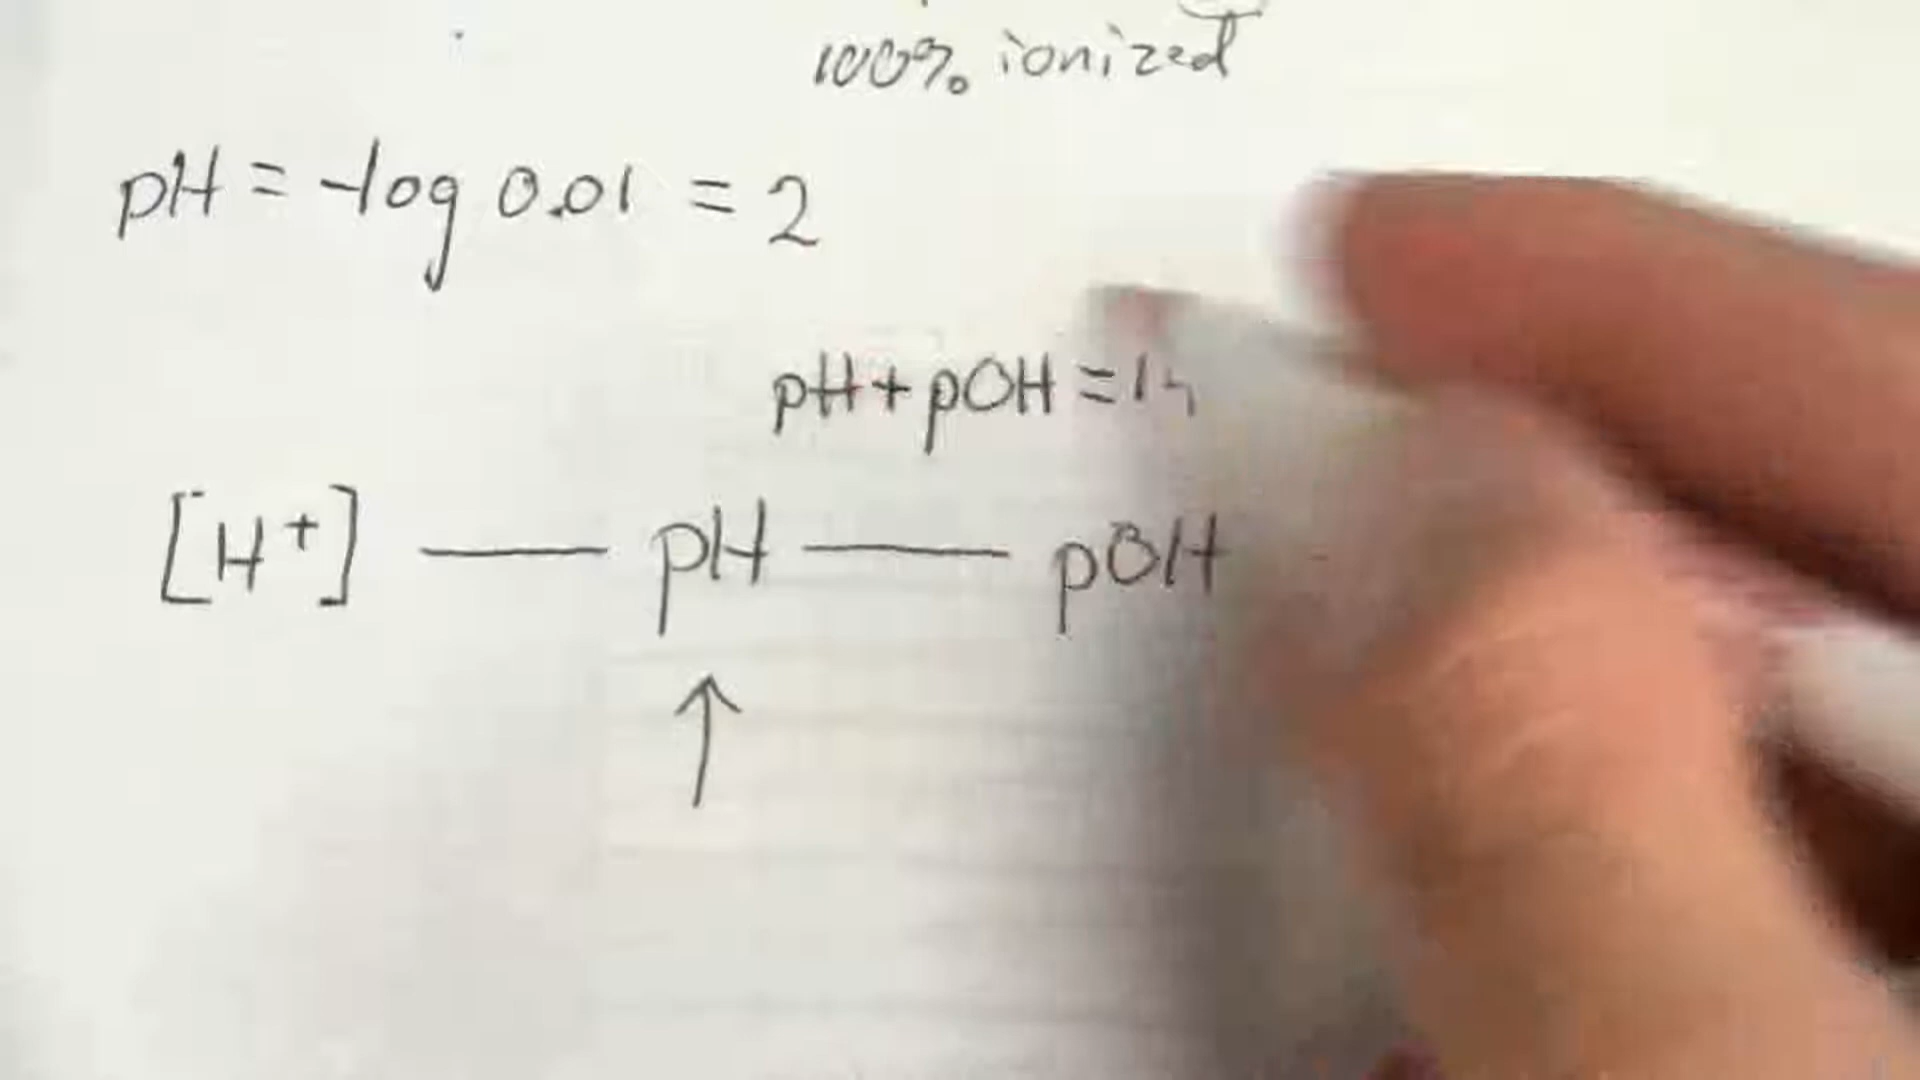 100% ionized
pH = -log 0.01 = 2
pH + pOH = 14
[H⁺] — pH — pOH
↑